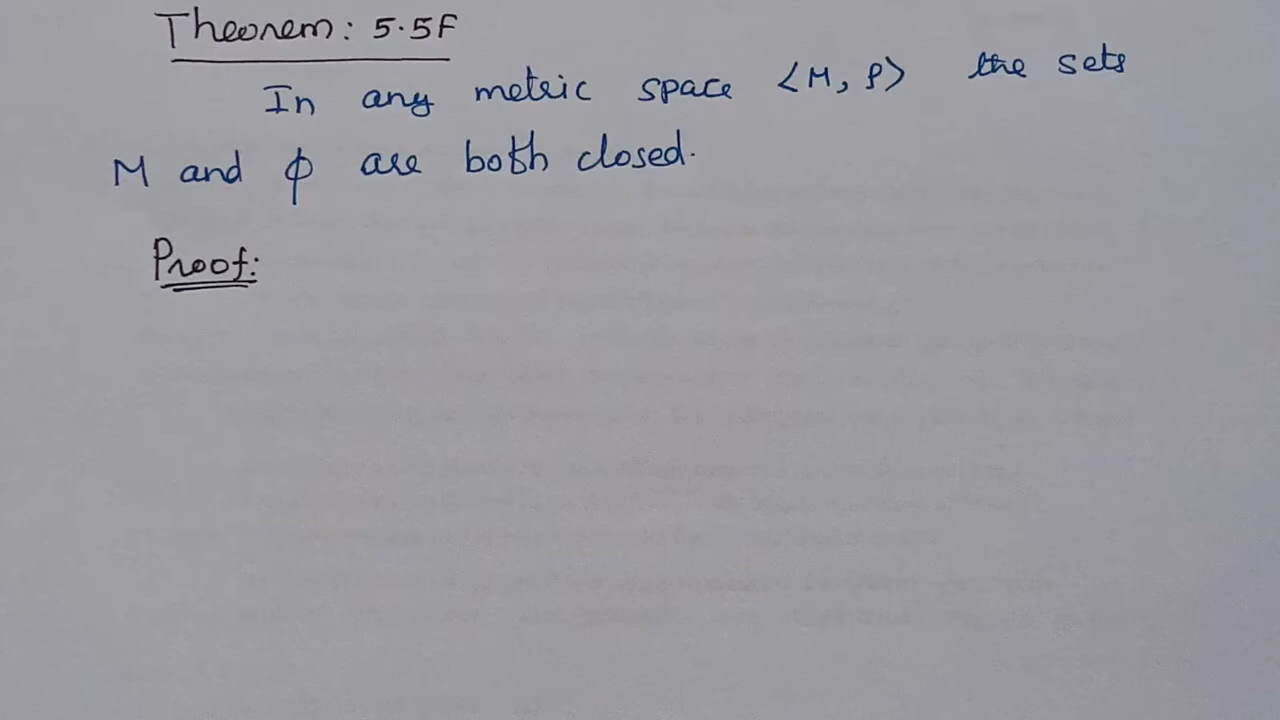 Theorem: 5.5F
In any metric space <M, ρ> the sets
M and ϕ are both closed.
Proof: